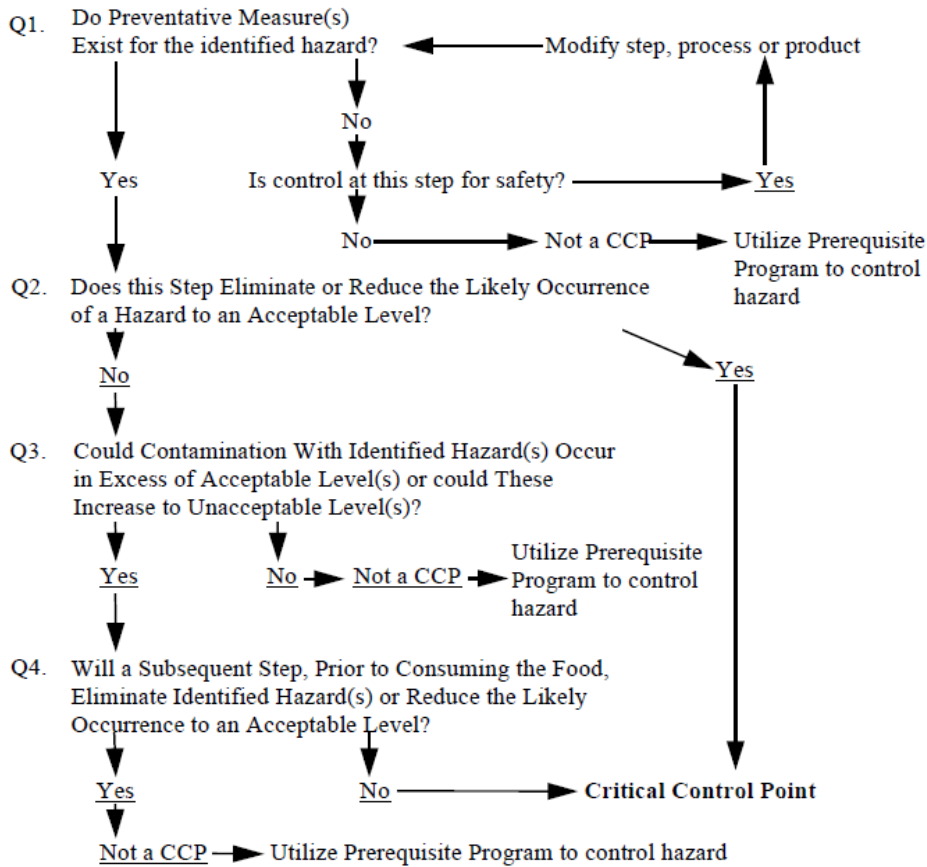 Q1. Do Preventative Measure(s)
Exist for the identified hazard?
Modify step, process or product
No
Yes
Is control at this step for safety?
Yes
No
Not a CCP
Utilize Prerequisite
Program to control
hazard
Q2. Does this Step Eliminate or Reduce the Likely Occurrence
of a Hazard to an Acceptable Level?
Yes
No
Q3. Could Contamination With Identified Hazard(s) Occur
in Excess of Acceptable Level(s) or could These
Increase to Unacceptable Level(s)?
Yes
No
Not a CCP
Utilize Prerequisite
Program to control
hazard
Q4. Will a Subsequent Step, Prior to Consuming the Food,
Eliminate Identified Hazard(s) or Reduce the Likely
Occurrence to an Acceptable Level?
Yes
No
Critical Control Point
Not a CCP
Utilize Prerequisite Program to control hazard